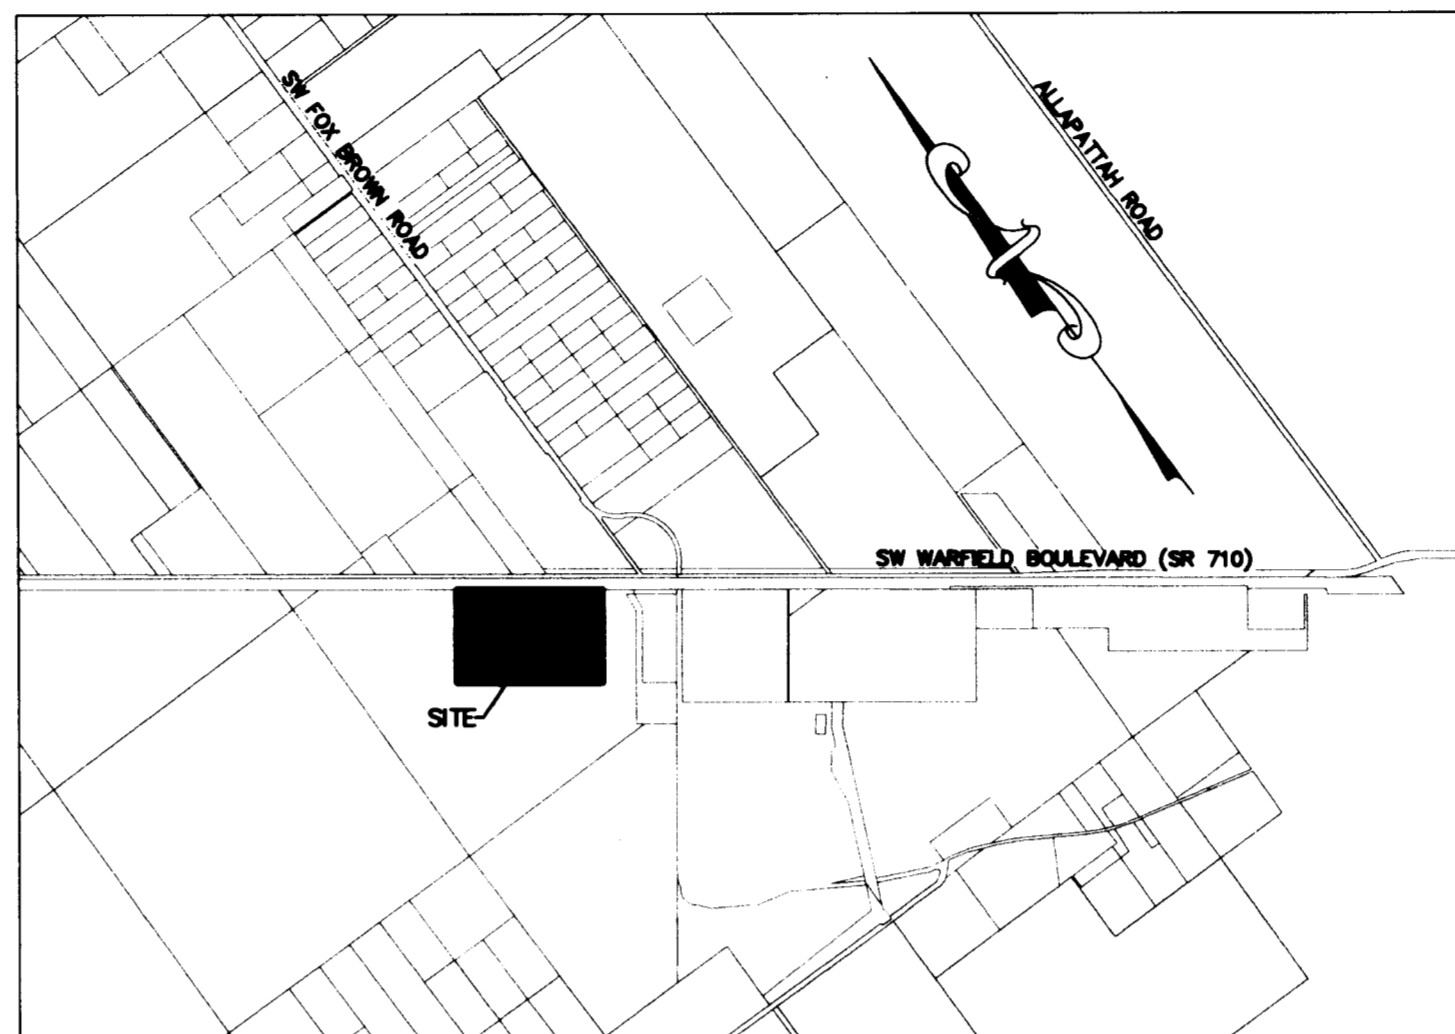 SW FOX BROWN ROAD
ALLAPATTAH ROAD
SW WARFIELD BOULEVARD (SR 710)
SITE